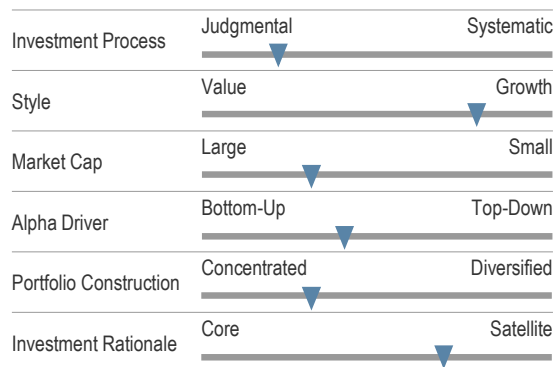 Investment Process Judgmental Systematic
Style Value Growth
Market Cap Large Small
Alpha Driver Bottom-Up Top-Down
Portfolio Construction Concentrated Diversified
Investment Rationale Core Satellite